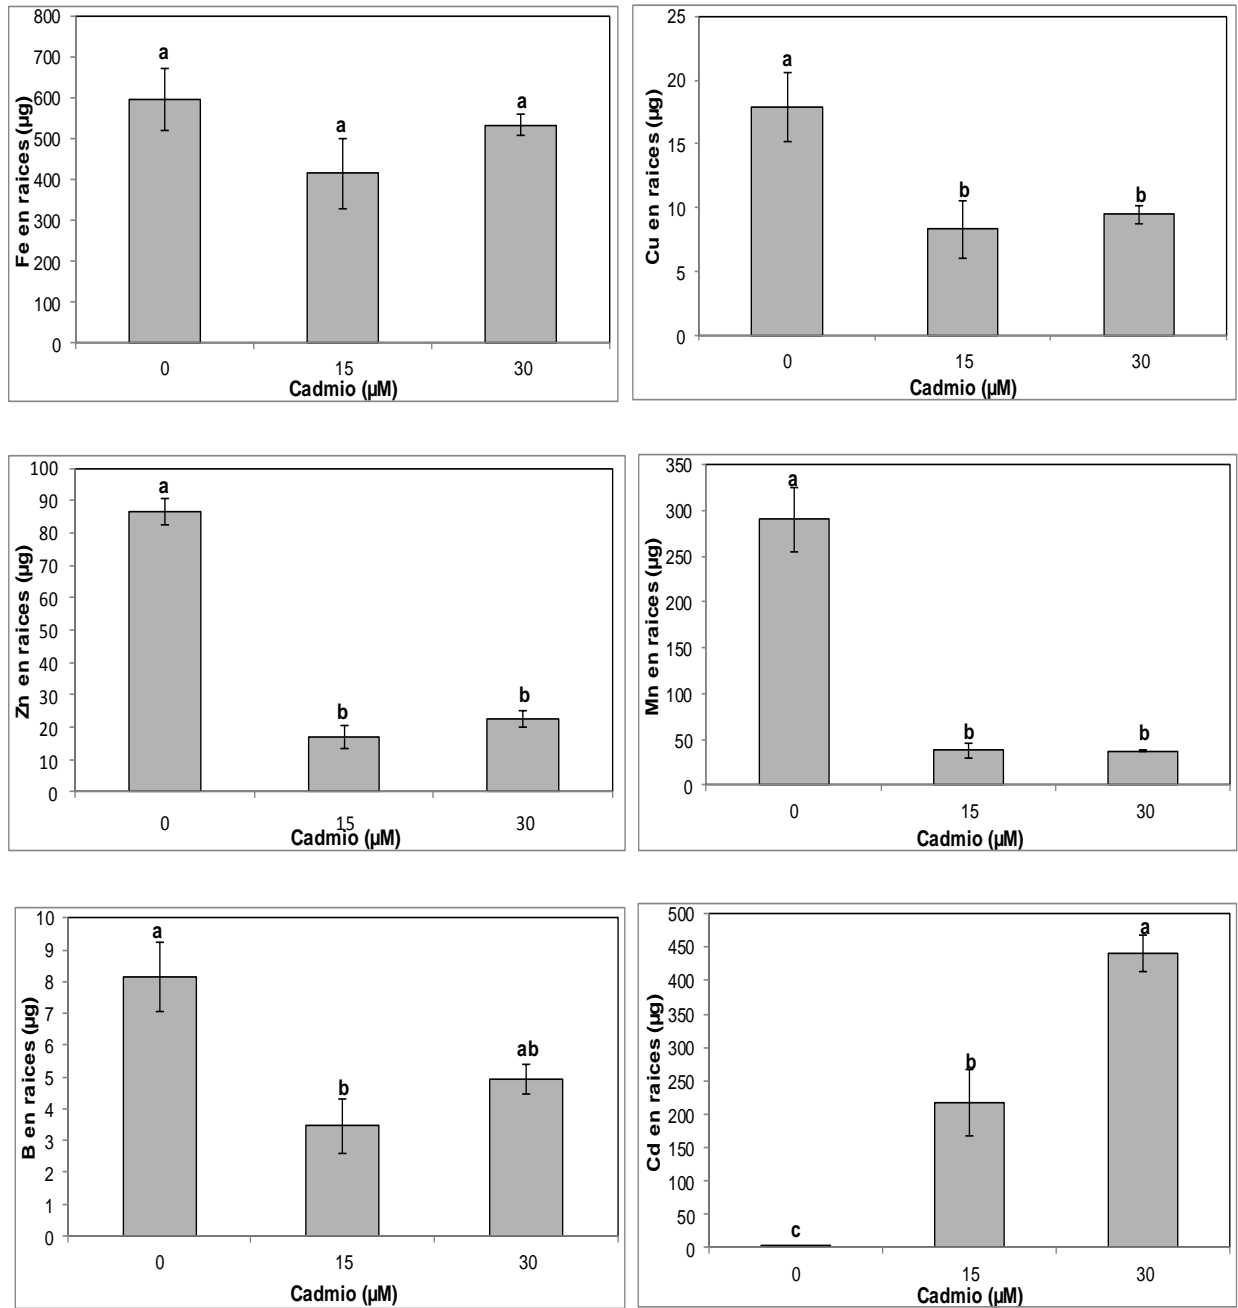 Fe en raices (µg)
800
700
600
500
400
300
200
100
0
a
a
a
0 15 30
Cadmio (µM)
Cu en raices (µg)
25
20
15
10
5
0
a
b
b
0 15 30
Cadmio (µM)
Zn en raices (µg)
100
90
80
70
60
50
40
30
20
10
0
a
b
b
0 15 30
Cadmio (µM)
Mn en raices (µg)
350
300
250
200
150
100
50
0
a
b
b
0 15 30
Cadmio (µM)
B en raices (µg)
10
9
8
7
6
5
4
3
2
1
0
a
b
ab
0 15 30
Cadmio (µM)
Cd en raices (µg)
500
450
400
350
300
250
200
150
100
50
0
c
b
a
0 15 30
Cadmio (µM)